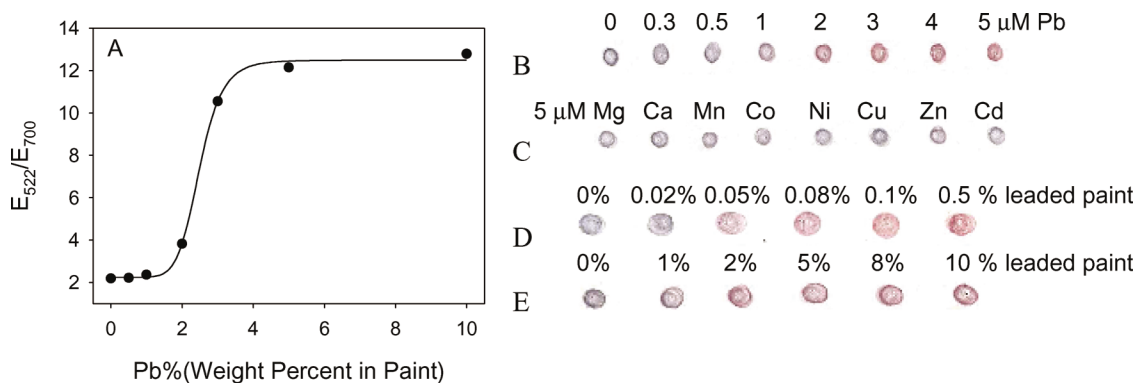 A
14
12
10
8
6
4
2
E522/E700
0 2 4 6 8 10
Pb%(Weight Percent in Paint)
B
0 0.3 0.5 1 2 3 4 5 μM Pb
C
5 μM Mg Ca Mn Co Ni Cu Zn Cd
D
0% 0.02% 0.05% 0.08% 0.1% 0.5 % leaded paint
E
0% 1% 2% 5% 8% 10 % leaded paint